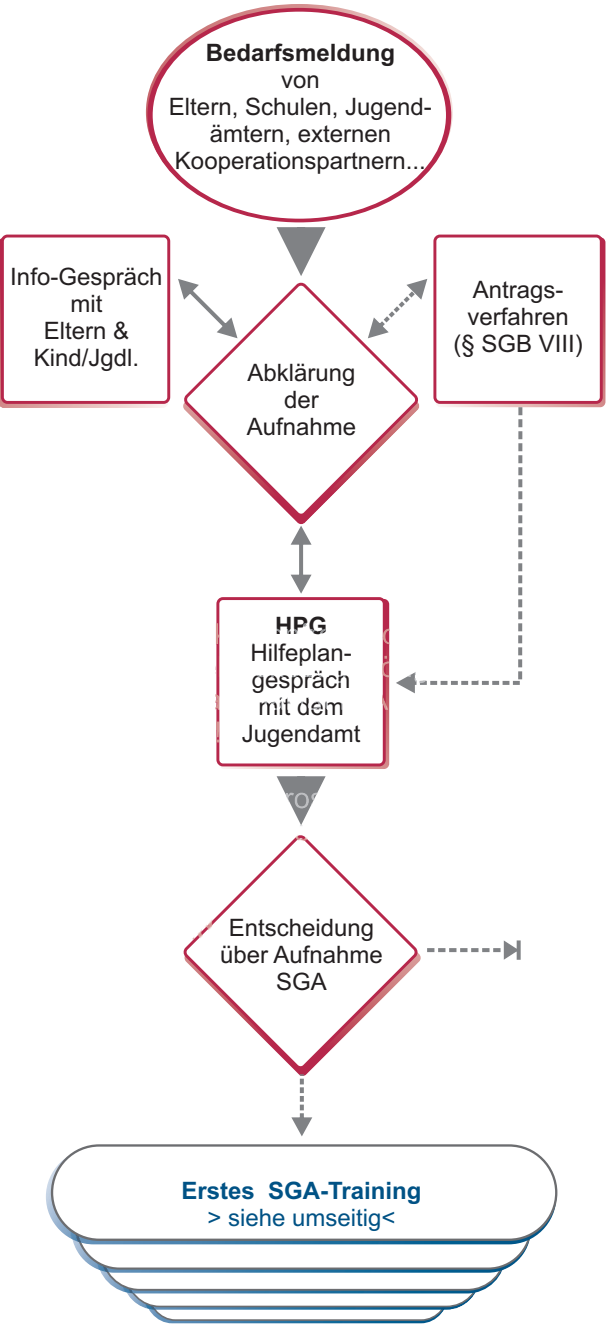 Bedarfsmeldung
von
Eltern, Schulen, Jugend-
ämtern, externen
Kooperationspartnern...
Info-Gespräch
mit
Eltern &
Kind/Jgdl.
Antrags-
verfahren
(§ SGB VIII)
Abklärung
der
Aufnahme
HPG
Hilfeplan-
gespräch
mit dem
Jugendamt
Entscheidung
über Aufnahme
SGA
Erstes SGA-Training
> siehe umseitig<